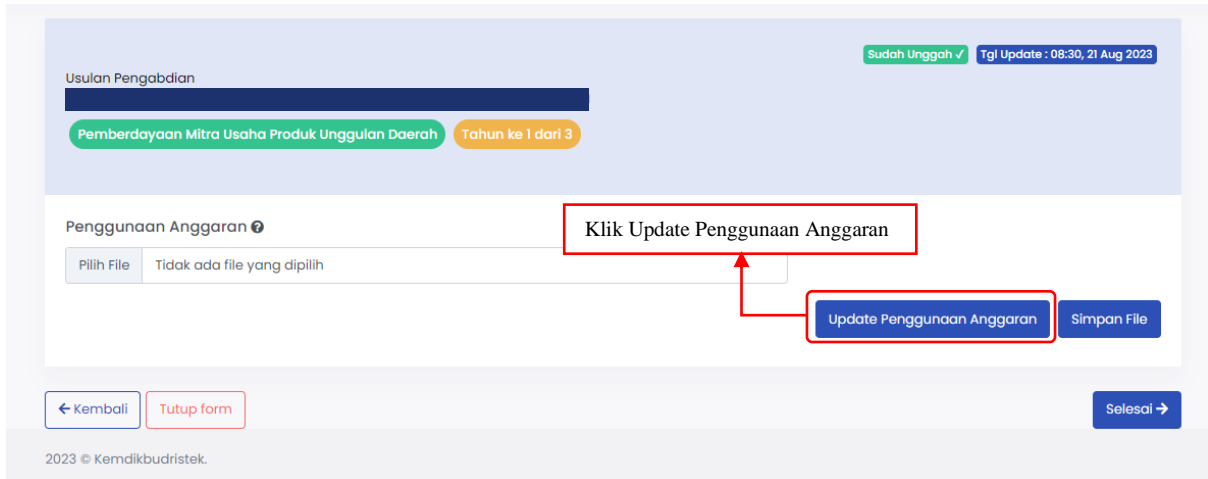 Sudah Unggah ✓ Tgl Update : 08:30, 21 Aug 2023
Usulan Pengabdian
Pemberdayaan Mitra Usaha Produk Unggulan Daerah Tahun ke 1 dari 3
Penggunaan Anggaran
Klik Update Penggunaan Anggaran
Pilih File Tidak ada file yang dipilih
Update Penggunaan Anggaran Simpan File
← Kembali Tutup form Selesai →
2023 © Kemdikbudristek.